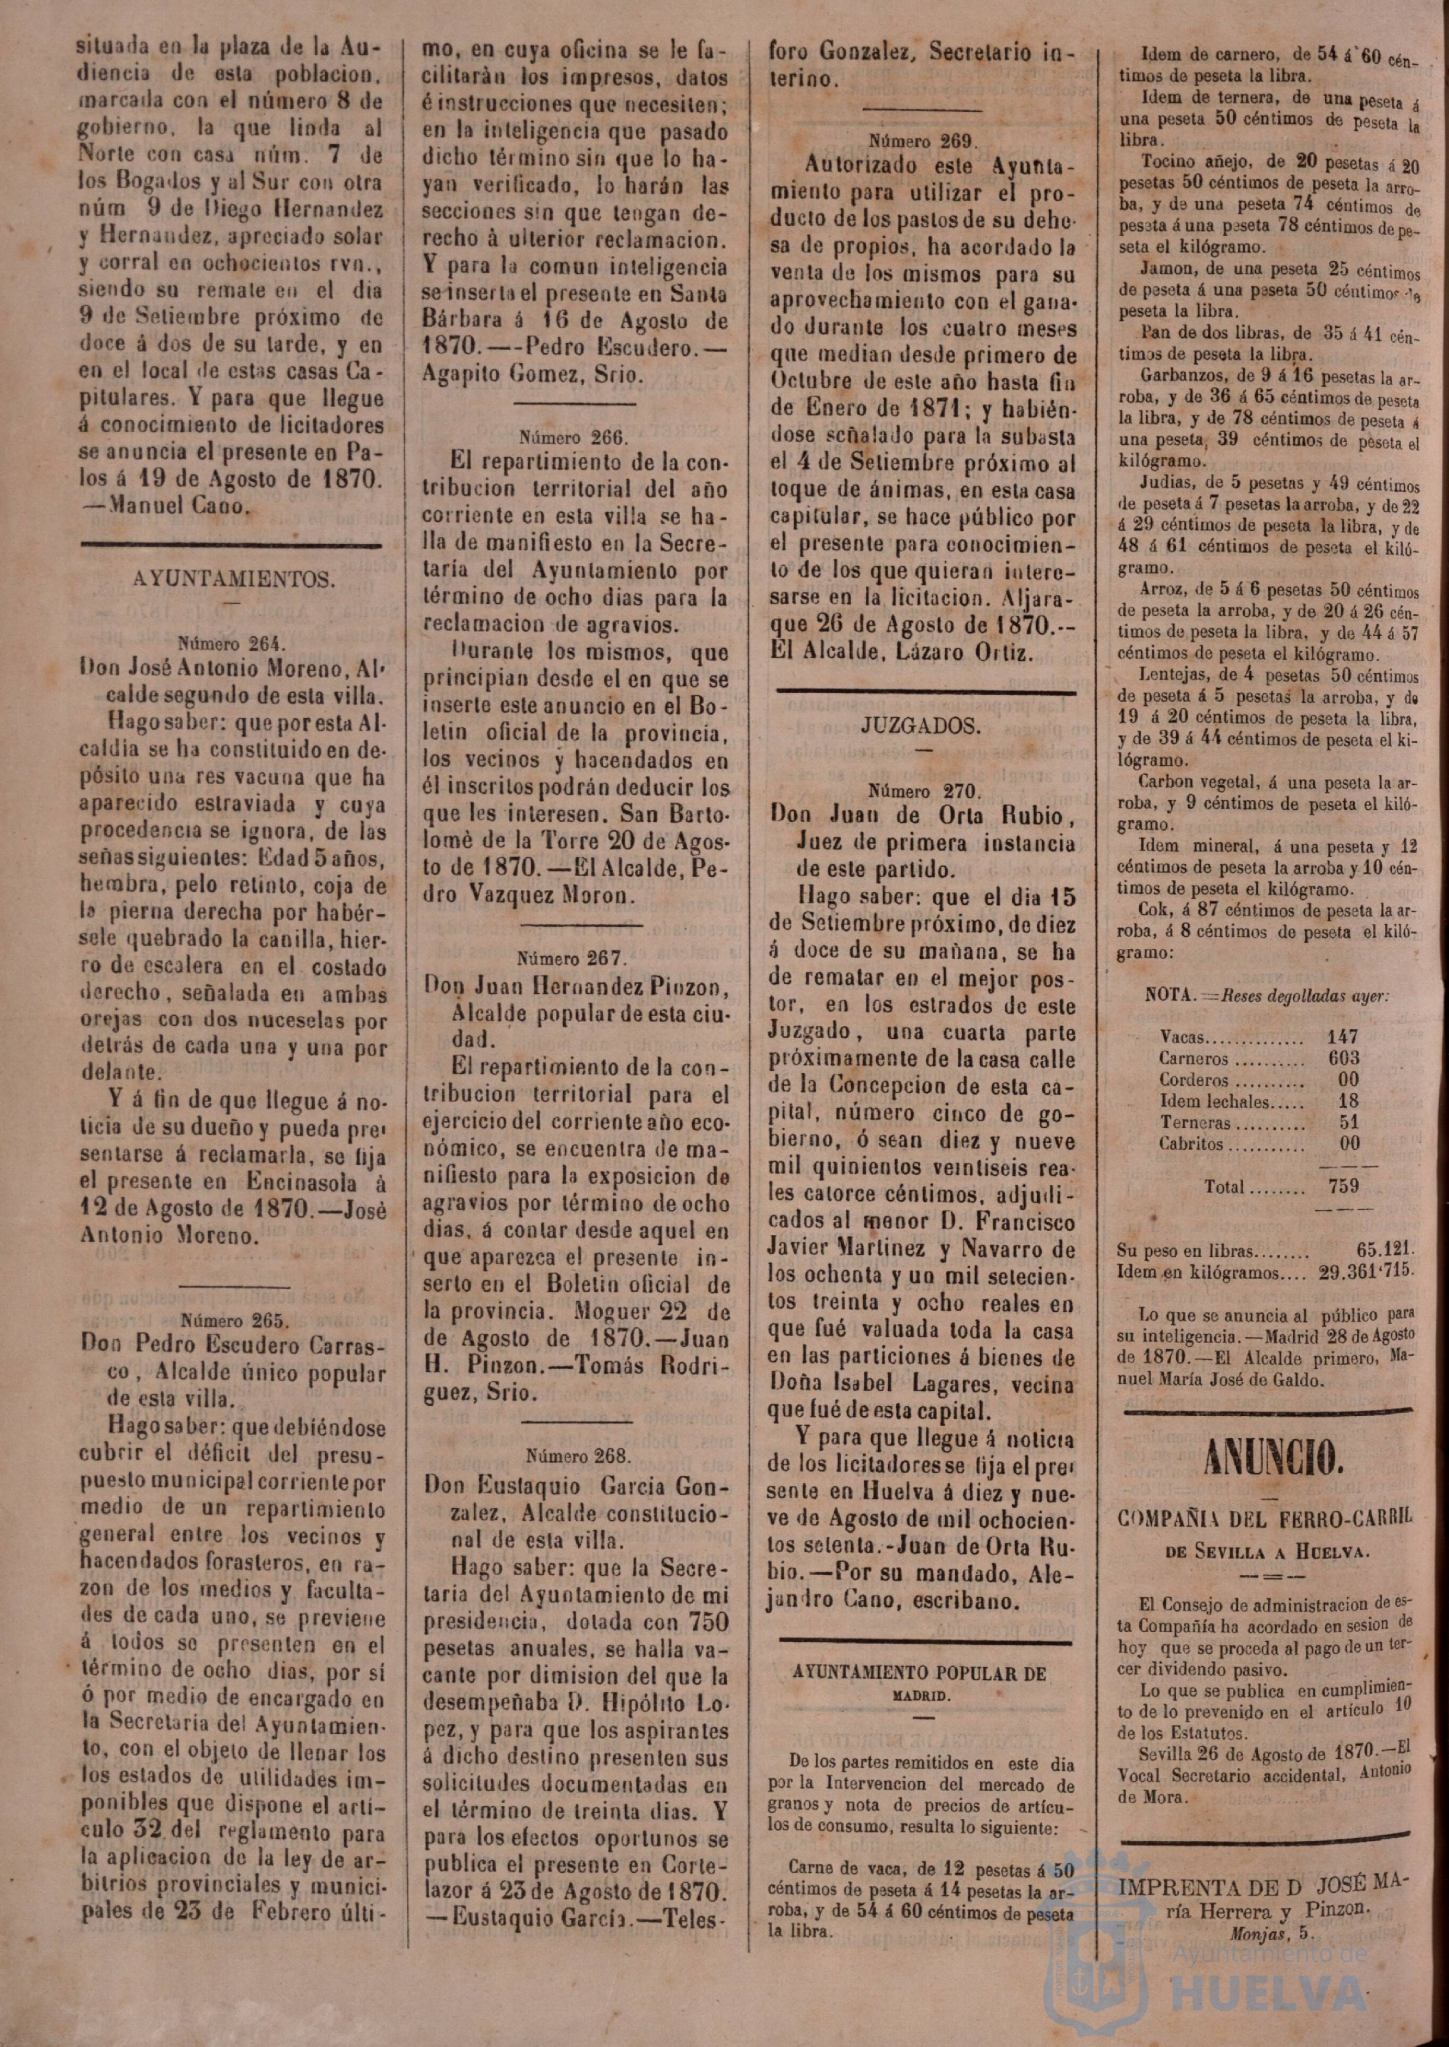 situada en la plaza de la Au-
diencia de esta poblacion,
marcada con el número 8 de
gobierno, la que linda al
Norte con casa núm. 7 de
los Bogados y al Sur con otra
núm 9 de Diego Hernandez
y Hernandez, apreciado solar
y corral en ochocientos rvn.,
siendo su remate en el dia
9 de Setiembre próximo de
doce á dos de su tarde, y en
en el local de estas casas Ca-
pitulares. Y para que llegue
á conocimiento de licitadores
se anuncia el presente en Pa-
los á 19 de Agosto de 1870.
—Manuel Cano.
AYUNTAMIENTOS.
Número 264.
Don José Antonio Moreno, Al-
calde segundo de esta villa.
Hago saber: que por esta Al-
caldia se ha constituido en de-
pósito una res vacuna que ha
aparecido estraviada y cuya
procedencia se ignora, de las
señas siguientes: Edad 5 años,
hembra, pelo retinto, coja de
la pierna derecha por habér-
sele quebrado la canilla, hier-
ro de escalera en el costado
derecho, señalada en ambas
orejas con dos nuceselas por
detrás de cada una y una por
delante.
Y á fin de que llegue á no-
ticia de su dueño y pueda pre-
sentarse á reclamarla, se fija
el presente en Encinasola à
12 de Agosto de 1870.—José
Antonio Moreno.
Número 265.
Don Pedro Escudero Carras-
co, Alcalde único popular
de esta villa.
Hago saber: que debiéndose
cubrir el déficit del presu-
puesto municipal corriente por
medio de un repartimiento
general entre los vecinos y
hacendados forasteros, en ra-
zon de los medios y faculta-
des de cada uno, se previene
á todos se presenten en el
término de ocho dias, por sí
ó por medio de encargado en
la Secretaría del Ayuntamien-
to, con el objeto de llenar los
los estados de utilidades im-
ponibles que dispone el artí-
culo 32 del reglamento para
la aplicacion de la ley de ar-
bitrios provinciales y munici-
pales de 23 de Febrero últi-
mo, en cuya oficina se le fa-
cilitaràn los impresos, datos
é instrucciones que necesiten;
en la inteligencia que pasado
dicho término sin que lo ha-
yan verificado, lo harán las
secciones sin que tengan de-
recho à ulterior reclamacion.
Y para la comun inteligencia
se inserta el presente en Santa
Bárbara á 16 de Agosto de
1870.—-Pedro Escudero.—
Agapito Gomez, Srio.
Número 266.
El repartimiento de la con-
tribucion territorial del año
corriente en esta villa se ha-
lla de manifiesto en la Secre-
taría del Ayuntamiento por
término de ocho dias para la
reclamacion de agravios.
Durante los mismos, que
principian desde el en que se
inserte este anuncio en el Bo-
letin oficial de la provincia,
los vecinos y hacendados en
él inscritos podrán deducir los
que les interesen. San Barto-
lomè de la Torre 20 de Agos-
to de 1870.—El Alcalde, Pe-
dro Vazquez Moron.
Número 267.
Don Juan Hernandez Pinzon,
Alcalde popular de esta ciu-
dad.
El repartimiento de la con-
tribucion territorial para el
ejercicio del corriente año eco-
nómico, se encuentra de ma-
nifiesto para la exposicion de
agravios por término de ocho
dias, á contar desde aquel en
que aparezca el presente in-
serto en el Boletin oficial de
la provincia. Moguer 22 de
de Agosto de 1870.—Juan
H. Pinzon.—Tomás Rodri-
guez, Srio.
Número 268.
Don Eustaquio Garcia Gon-
zalez, Alcalde constitucio-
nal de esta villa.
Hago saber: que la Secre-
taría del Ayuntamiento de mi
presidencia, dotada con 750
pesetas anuales, se halla va-
cante por dimision del que la
desempeñaba D. Hipólito Lo-
pez, y para que los aspirantes
á dicho destino presenten sus
solicitudes documentadas en
el término de treinta dias. Y
para los efectos oportunos se
publica el presente en Corte-
lazor á 23 de Agosto de 1870.
—Eustaquio García.—Teles-
foro Gonzalez, Secretario in-
terino.
Número 269.
Autorizado este Ayunta-
miento para utilizar el pro-
ducto de los pastos de su dehe-
sa de propios, ha acordado la
venta de los mismos para su
aprovechamiento con el gana-
do durante los cuatro meses
que median desde primero de
Octubre de este año hasta fin
de Enero de 1871; y habién-
dose señalado para la subasta
el 4 de Setiembre próximo al
toque de ánimas, en esta casa
capitular, se hace público por
el presente para conocimien-
to de los que quieran intere-
sarse en la licitacion. Aljara-
que 26 de Agosto de 1870.--
El Alcalde, Lázaro Ortiz.
JUZGADOS.
Número 270.
Don Juan de Orta Rubio,
Juez de primera instancia
de este partido.
Hago saber: que el dia 15
de Setiembre próximo, de diez
á doce de su mañana, se ha
de rematar en el mejor pos-
tor, en los estrados de este
Juzgado, una cuarta parte
próximamente de la casa calle
de la Concepcion de esta ca-
pital, número cinco de go-
bierno, ó sean diez y nueve
mil quinientos veintiseis rea-
les catorce céntimos, adjudi-
cados al menor D. Francisco
Javier Martinez y Navarro de
los ochenta y un mil setecien-
tos treinta y ocho reales en
que fué valuada toda la casa
en las particiones á bienes de
Doña Isabel Lagares, vecina
que fué de esta capital.
Y para que llegue á noticia
de los licitadores se fija el pre-
sente en Huelva á diez y nue-
ve de Agosto de mil ochocien-
tos setenta.-Juan de Orta Ru-
bio.—Por su mandado, Ale-
jandro Cano, escribano.
AYUNTAMIENTO POPULAR DE
MADRID.
De los partes remitidos en este dia
por la Intervencion del mercado de
granos y nota de precios de artícu-
los de consumo, resulta lo siguiente:
Carne de vaca, de 12 pesetas á 50
céntimos de peseta á 14 pesetas la ar-
roba, y de 54 á 60 céntimos de peseta
la libra.
Idem de carnero, de 54 á 60 cén-
timos de peseta la libra.
Idem de ternera, de una peseta á
una peseta 50 céntimos de peseta la
libra.
Tocino añejo, de 20 pesetas á 20
pesetas 50 céntimos de peseta la arro-
ba, y de una peseta 74 céntimos de
peseta á una peseta 78 céntimos de pe-
seta el kilógramo.
Jamon, de una peseta 25 céntimos
de peseta á una peseta 50 céntimos de
peseta la libra.
Pan de dos libras, de 35 á 41 cén-
timos de peseta la libra.
Garbanzos, de 9 á 16 pesetas la ar-
roba, y de 36 á 65 céntimos de peseta
la libra, y de 78 céntimos de peseta á
una peseta, 39 céntimos de peseta el
kilógramo.
Judias, de 5 pesetas y 49 céntimos
de peseta á 7 pesetas la arroba, y de 22
á 29 céntimos de peseta la libra, y de
48 á 61 céntimos de peseta el kiló-
gramo.
Arroz, de 5 á 6 pesetas 50 céntimos
de peseta la arroba, y de 20 á 26 cén-
timos de peseta la libra, y de 44 á 57
céntimos de peseta el kilógramo.
Lentejas, de 4 pesetas 50 céntimos
de peseta á 5 pesetas la arroba, y de
19 á 20 céntimos de peseta la libra,
y de 39 á 44 céntimos de peseta el ki-
lógramo.
Carbon vegetal, á una peseta la ar-
roba, y 9 céntimos de peseta el kiló-
gramo.
Idem mineral, á una peseta y 12
céntimos de peseta la arroba y 10 cén-
timos de peseta el kilógramo.
Cok, á 87 céntimos de peseta la ar-
roba, á 8 céntimos de peseta el kiló-
gramo:
NOTA.=Reses degolladas ayer:
Vacas.............. 147
Carneros .......... 603
Corderos .......... 00
Idem lechales..... 18
Terneras .......... 51
Cabritos ........... 00
Total ........ 759
Su peso en libras........ 65.121.
Idem en kilógramos.... 29.361'715.
Lo que se anuncia al público para
su inteligencia.—Madrid 28 de Agosto
de 1870.—El Alcalde primero, Ma-
nuel María José de Galdo.
ANUNCIO.
COMPAÑIA DEL FERRO-CARRIL
DE SEVILLA A HUELVA.
El Consejo de administracion de es-
ta Compañía ha acordado en sesion de
hoy que se proceda al pago de un ter-
cer dividendo pasivo.
Lo que se publica en cumplimien-
to de lo prevenido en el artículo 10
de los Estatutos.
Sevilla 26 de Agosto de 1870.—El
Vocal Secretario accidental, Antonio
de Mora.
IMPRENTA DE D JOSÉ MA-
ría Herrera y Pinzon.
Monjas, 5.
Ayuntamiento de
HUELVA